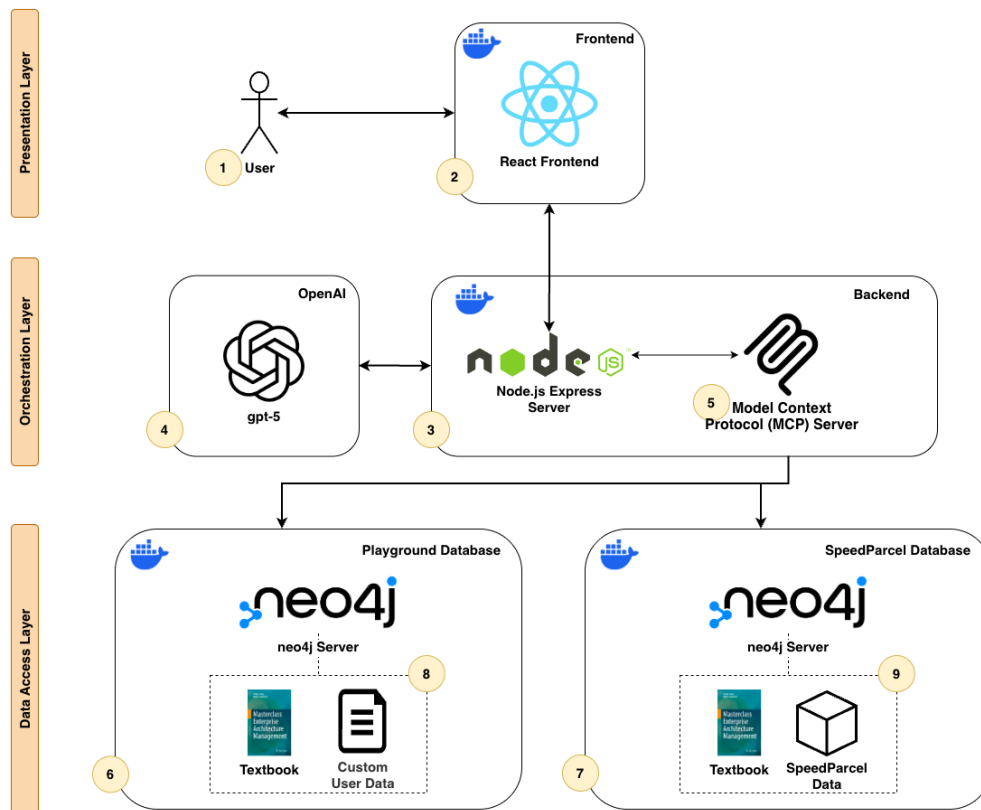 Presentation Layer
Frontend
React Frontend
1
User
2
Orchestration Layer
OpenAI
gpt-5
4
Backend
node
JS
Node.js Express
Server
3
5
Model Context
Protocol (MCP) Server
Data Access Layer
Playground Database
neo4j
neo4j Server
8
Masterclass
Enterprise
Architecture
Management
Textbook
Custom
User Data
6
SpeedParcel Database
neo4j
neo4j Server
9
Masterclass
Enterprise
Architecture
Management
Textbook
SpeedParcel
Data
7